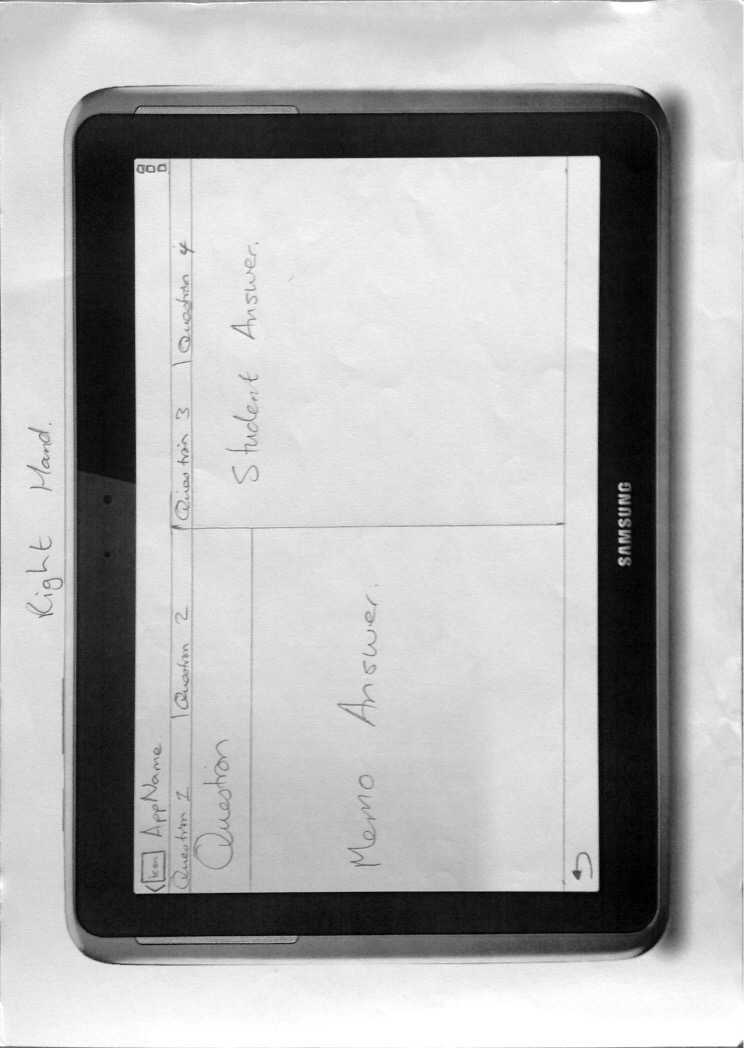 Right Hand.
icon AppName
Question 1 Question 2 Question 3 Question 4
Question
Student Answer.
Memo Answer.
SAMSUNG